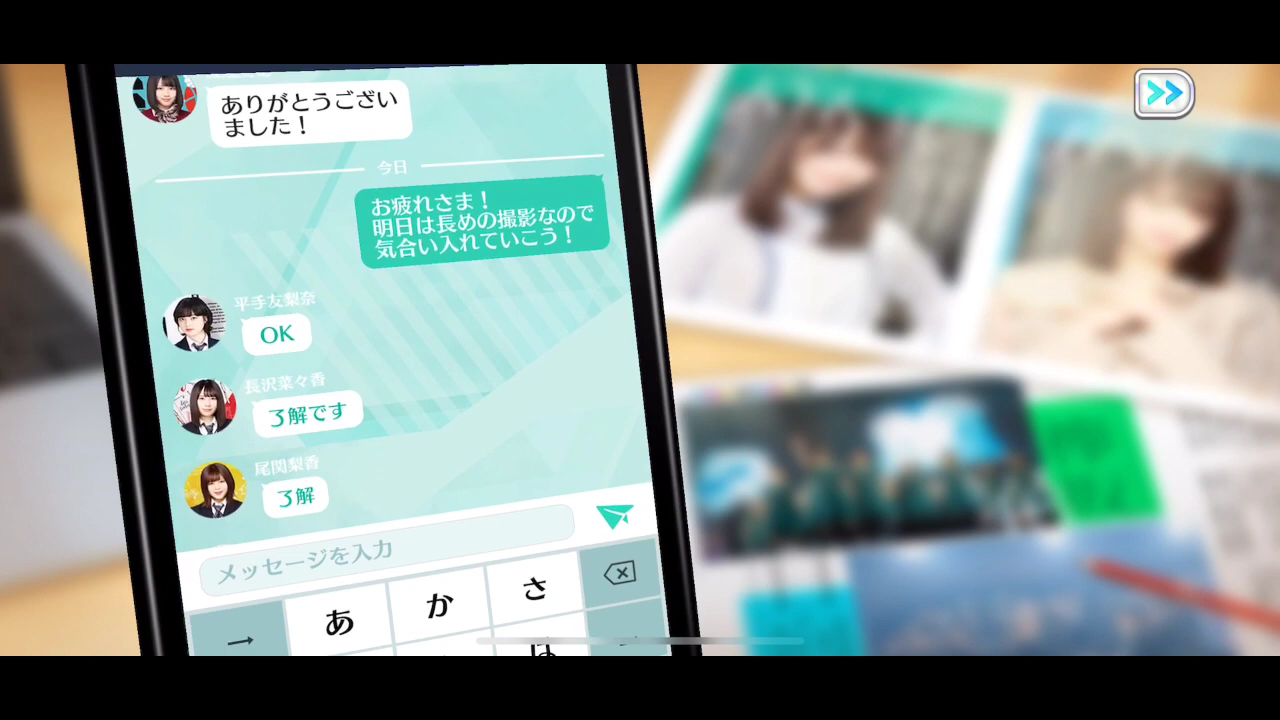 ありがとうござい
ました！
今日
お疲れさま！
明日は長めの撮影なので
気合い入れていこう！
平手友梨奈
OK
長沢菜々香
了解です
尾関梨香
了解
メッセージを入力
あ
か
さ
→
は